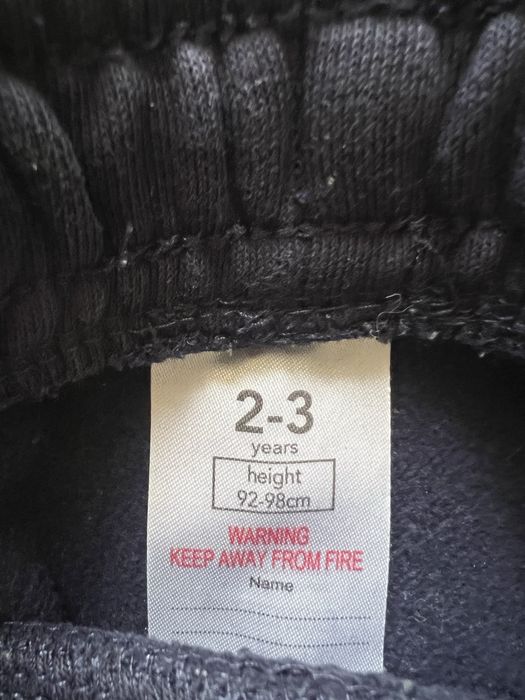 2-3
years
height
92-98cm
WARNING
KEEP AWAY FROM FIRE
Name